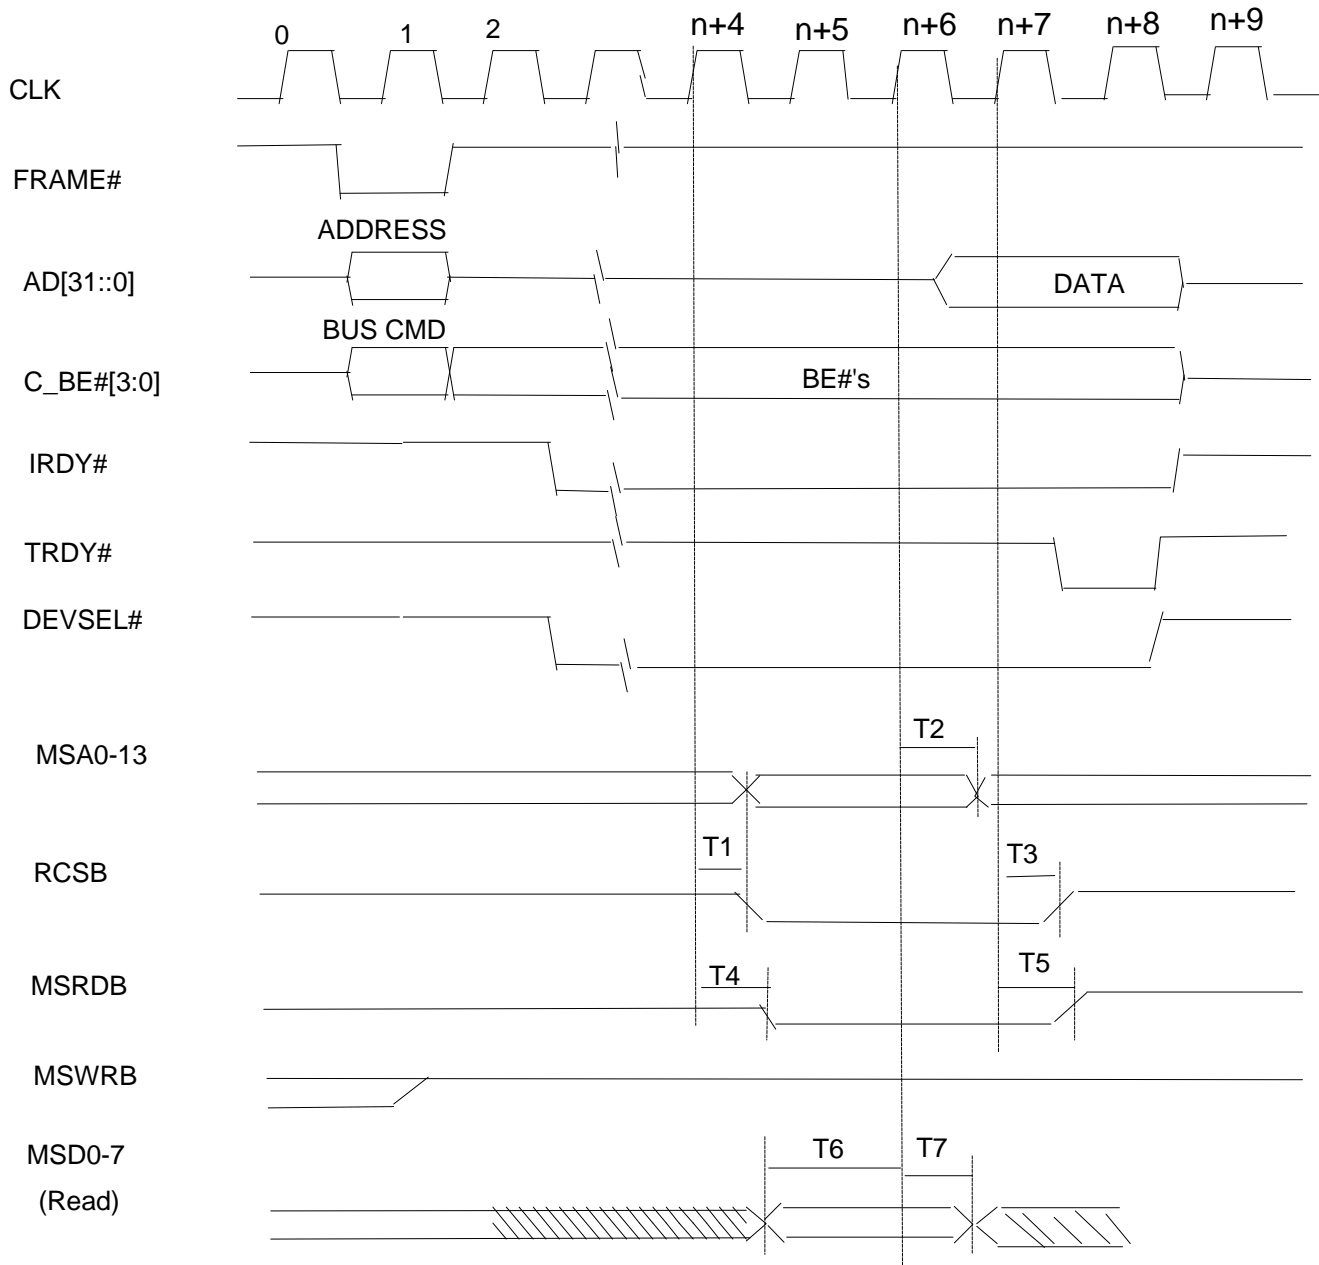 0 1 2 n+4 n+5 n+6 n+7 n+8 n+9
CLK
FRAME#
ADDRESS
AD[31::0] DATA
BUS CMD
C_BE#[3:0] BE#'s
IRDY#
TRDY#
DEVSEL#
T2
MSA0-13
T1 T3
RCSB
T4 T5
MSRDB
MSWRB
MSD0-7 T6 T7
(Read)